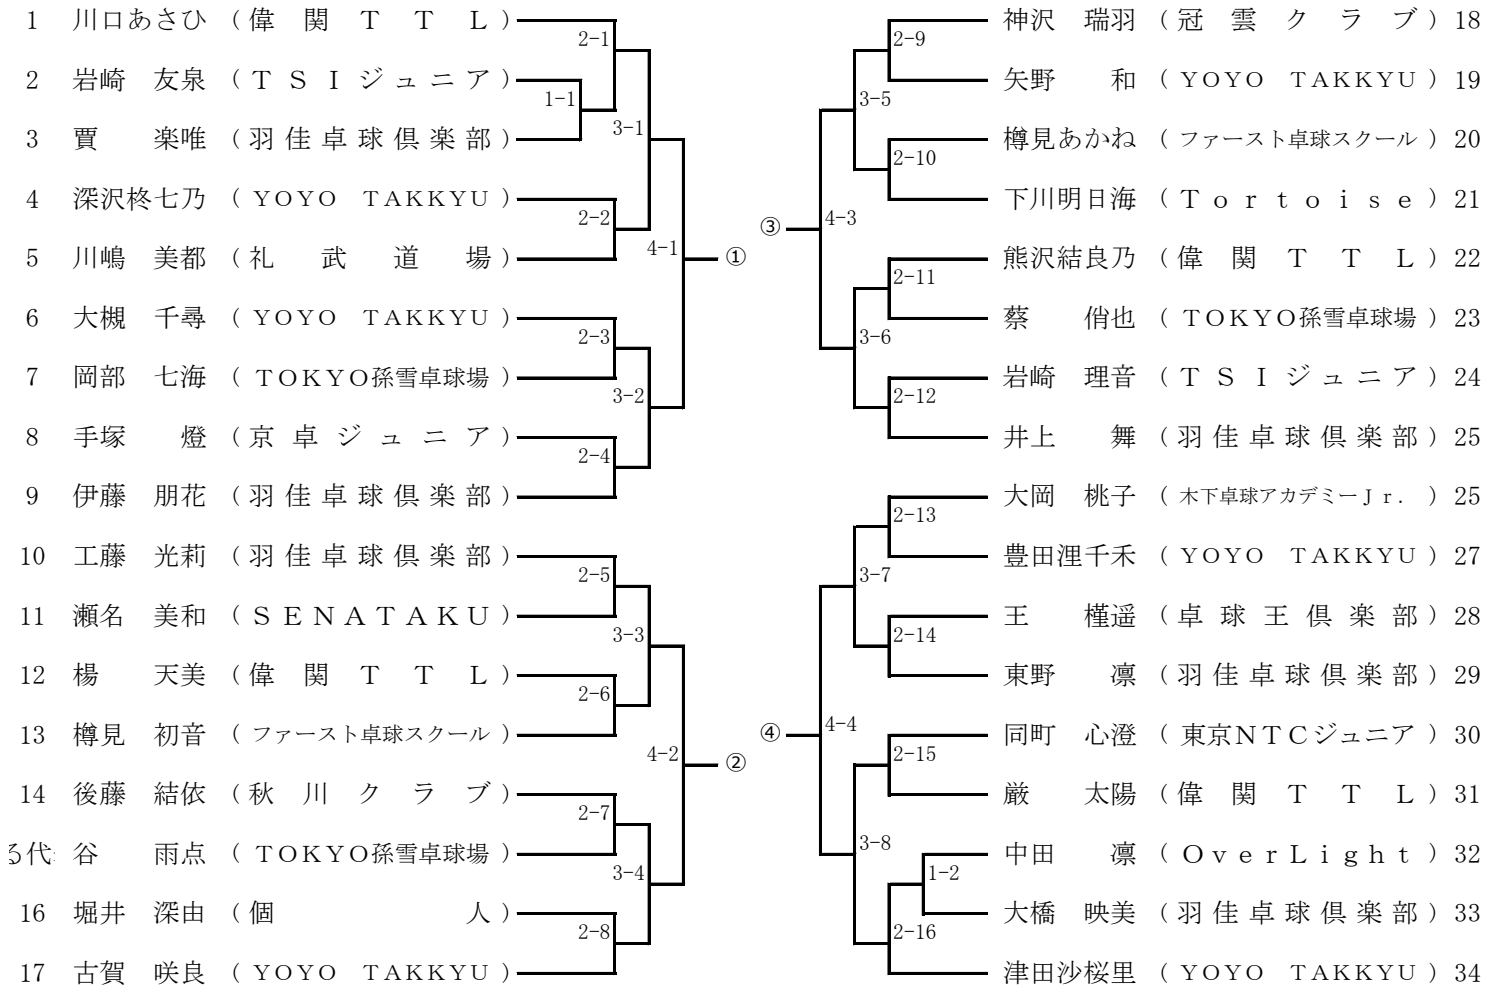 1 川口あさひ （偉関ＴＴＬ）
2-1
2 岩崎 友泉 （ＴＳＩジュニア）
1-1
3 賈 楽唯 （羽佳卓球倶楽部）
3-1
4 深沢柊七乃 （ YOYO TAKKYU ）
2-2
5 川嶋 美都 （礼武道場）
4-1 ①
6 大槻 千尋 （ YOYO TAKKYU ）
2-3
7 岡部 七海 （ TOKYO孫雪卓球場 ）
3-2
8 手塚 燈 （京卓ジュニア）
2-4
9 伊藤 朋花 （羽佳卓球倶楽部）
10 工藤 光莉 （羽佳卓球倶楽部）
2-5
11 瀬名 美和 （ＳＥＮＡＴＡＫＵ）
3-3
12 楊 天美 （偉関ＴＴＬ）
2-6
13 樽見 初音 （ファースト卓球スクール）
4-2 ②
14 後藤 結依 （秋川クラブ）
2-7
る代 谷 雨点 （ TOKYO孫雪卓球場 ）
3-4
16 堀井 深由 （個人）
2-8
17 古賀 咲良 （ YOYO TAKKYU ）
神沢 瑞羽 （冠雲クラブ） 18
2-9
矢野 和 （ YOYO TAKKYU ） 19
3-5
樽見あかね （ファースト卓球スクール） 20
2-10
下川明日海 （Ｔｏｒｔｏｉｓｅ） 21
③ 4-3
熊沢結良乃 （偉関ＴＴＬ） 22
2-11
蔡 俏也 （ TOKYO孫雪卓球場 ） 23
3-6
岩崎 理音 （ＴＳＩジュニア） 24
2-12
井上 舞 （羽佳卓球倶楽部） 25
大岡 桃子 （木下卓球アカデミーＪｒ．） 25
2-13
豊田浬千禾 （ YOYO TAKKYU ） 27
3-7
王 槿遥 （卓球王倶楽部） 28
2-14
東野 凛 （羽佳卓球倶楽部） 29
④ 4-4
同町 心澄 （東京NTCジュニア） 30
2-15
厳 太陽 （偉関ＴＴＬ） 31
3-8
中田 凛 （ＯｖｅｒＬｉｇｈｔ） 32
1-2
大橋 映美 （羽佳卓球倶楽部） 33
2-16
津田沙桜里 （ YOYO TAKKYU ） 34